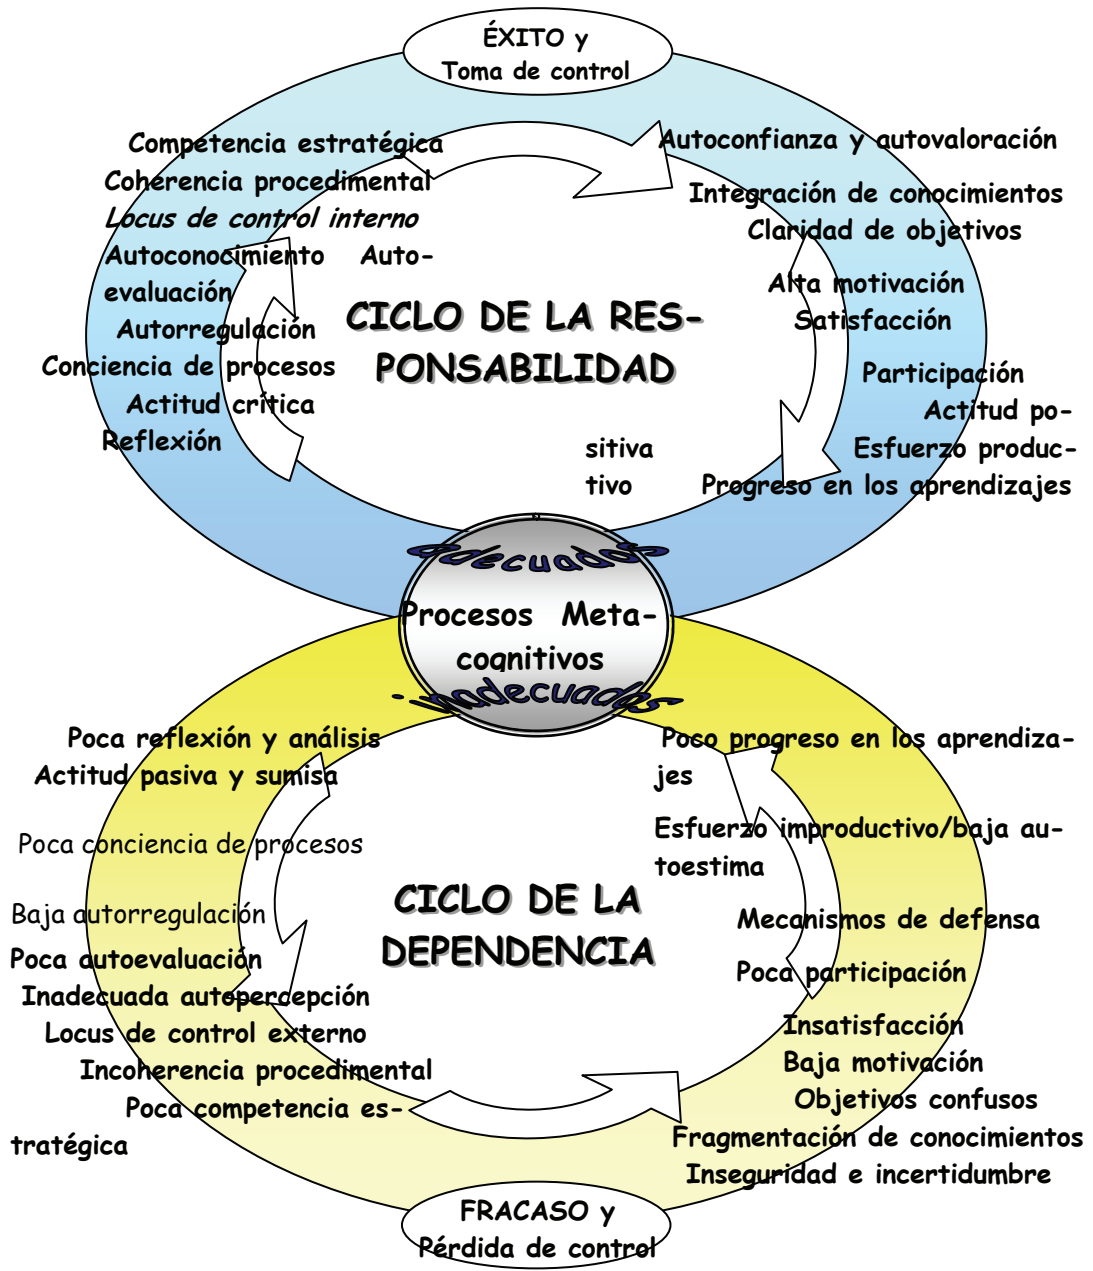 ÉXITO y
Toma de control
Competencia estratégica
Coherencia procedimental
Locus de control interno
Autoconocimiento Auto-
evaluación
Autorregulación
Conciencia de procesos
Actitud crítica
Reflexión
Autoconfianza y autovaloración
Integración de conocimientos
Claridad de objetivos
Alta motivación
Satisfacción
Participación
Actitud po-
sitiva
Esfuerzo produc-
tivo
Progreso en los aprendizajes
CICLO DE LA RES-
PONSABILIDAD
adecuados
Procesos Meta-
cognitivos
inadecuados
Poca reflexión y análisis
Actitud pasiva y sumisa
Poca conciencia de procesos
Baja autorregulación
Poca autoevaluación
Inadecuada autopercepción
Locus de control externo
Incoherencia procedimental
Poca competencia es-
tratégica
CICLO DE LA
DEPENDENCIA
Poco progreso en los aprendiza-
jes
Esfuerzo improductivo/baja au-
toestima
Mecanismos de defensa
Poca participación
Insatisfacción
Baja motivación
Objetivos confusos
Fragmentación de conocimientos
Inseguridad e incertidumbre
FRACASO y
Pérdida de control